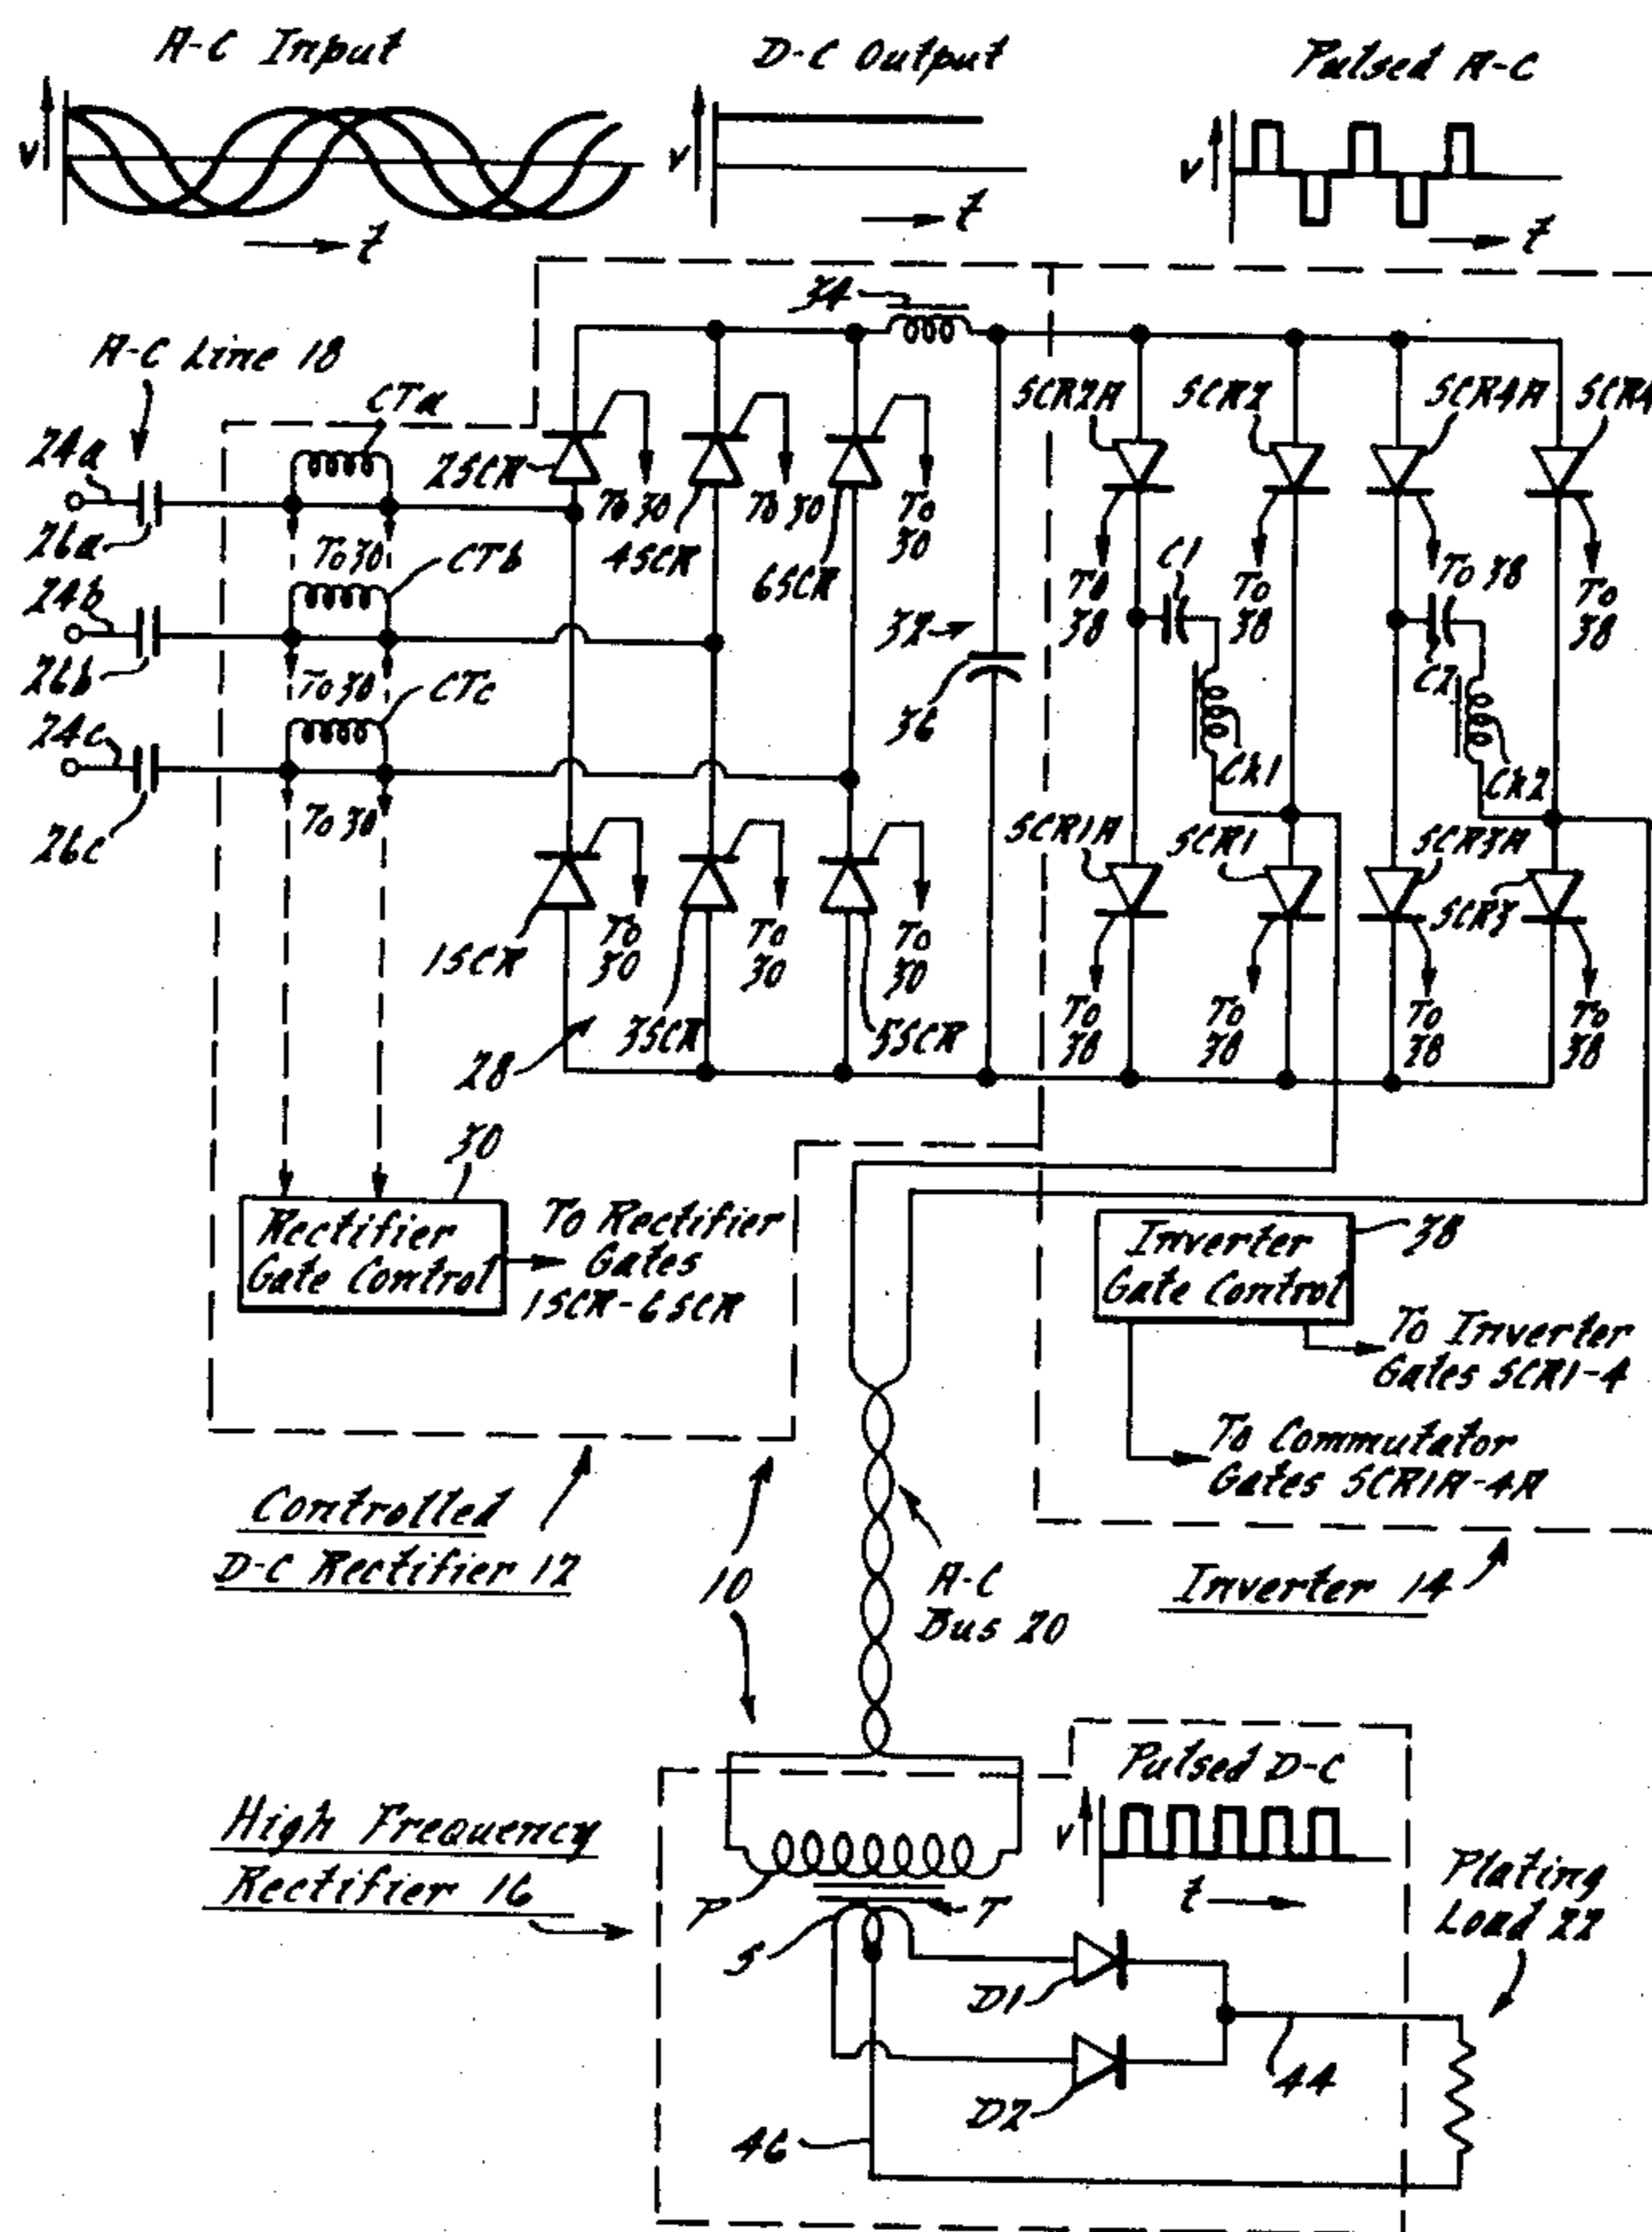 A-C Input
D-C Output
Pulsed A-C
V
V
V
t
t
t
34
A-C Line 18
CTa
SCR2A
SCR2
SCR4A
SCR4
24a
2SCR
To 30
To 30
To
30
26a
To 30
CTb
4SCR
6SCR
C1
To
38
To
38
To 38
To
38
24b
32
26b
To 30
CTc
36
C2
24c
Ch1
Ch2
26c
To 30
SCR1A
SCR1
SCR3A
SCR3
1SCR
To
30
To
30
To
30
3SCR
5SCR
To
38
To
38
To
38
To
38
28
30
Rectifier
Gate Control
To Rectifier
Gates
1SCR-6SCR
Inverter
Gate Control
38
To Inverter
Gates SCR1-4
To Commutator
Gates SCR1A-4A
Controlled
D-C Rectifier 12
10
A-C
Bus 20
Inverter 14
Pulsed D-C
V
t
High Frequency
Rectifier 16
P
T
S
Plating
Load 22
D1
D2
44
46